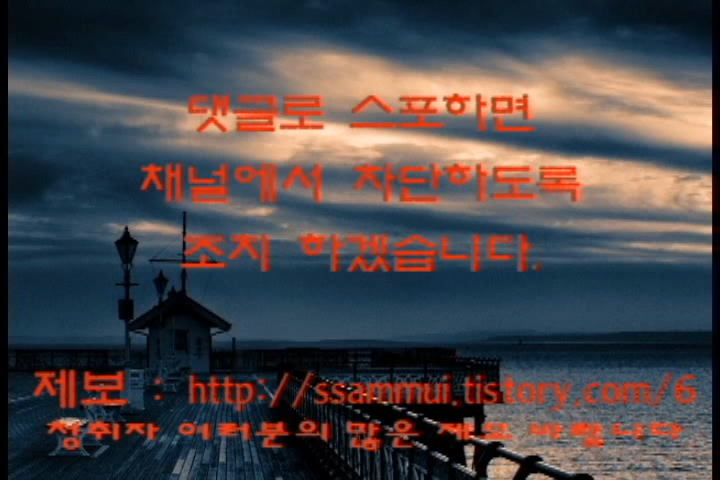 댓글로 스포하면
채널에서 차단하도록
조치 하겠습니다.
제보 : http://ssammui.tistory.com/6
청취자 여러분의 많은 제보 바랍니다.